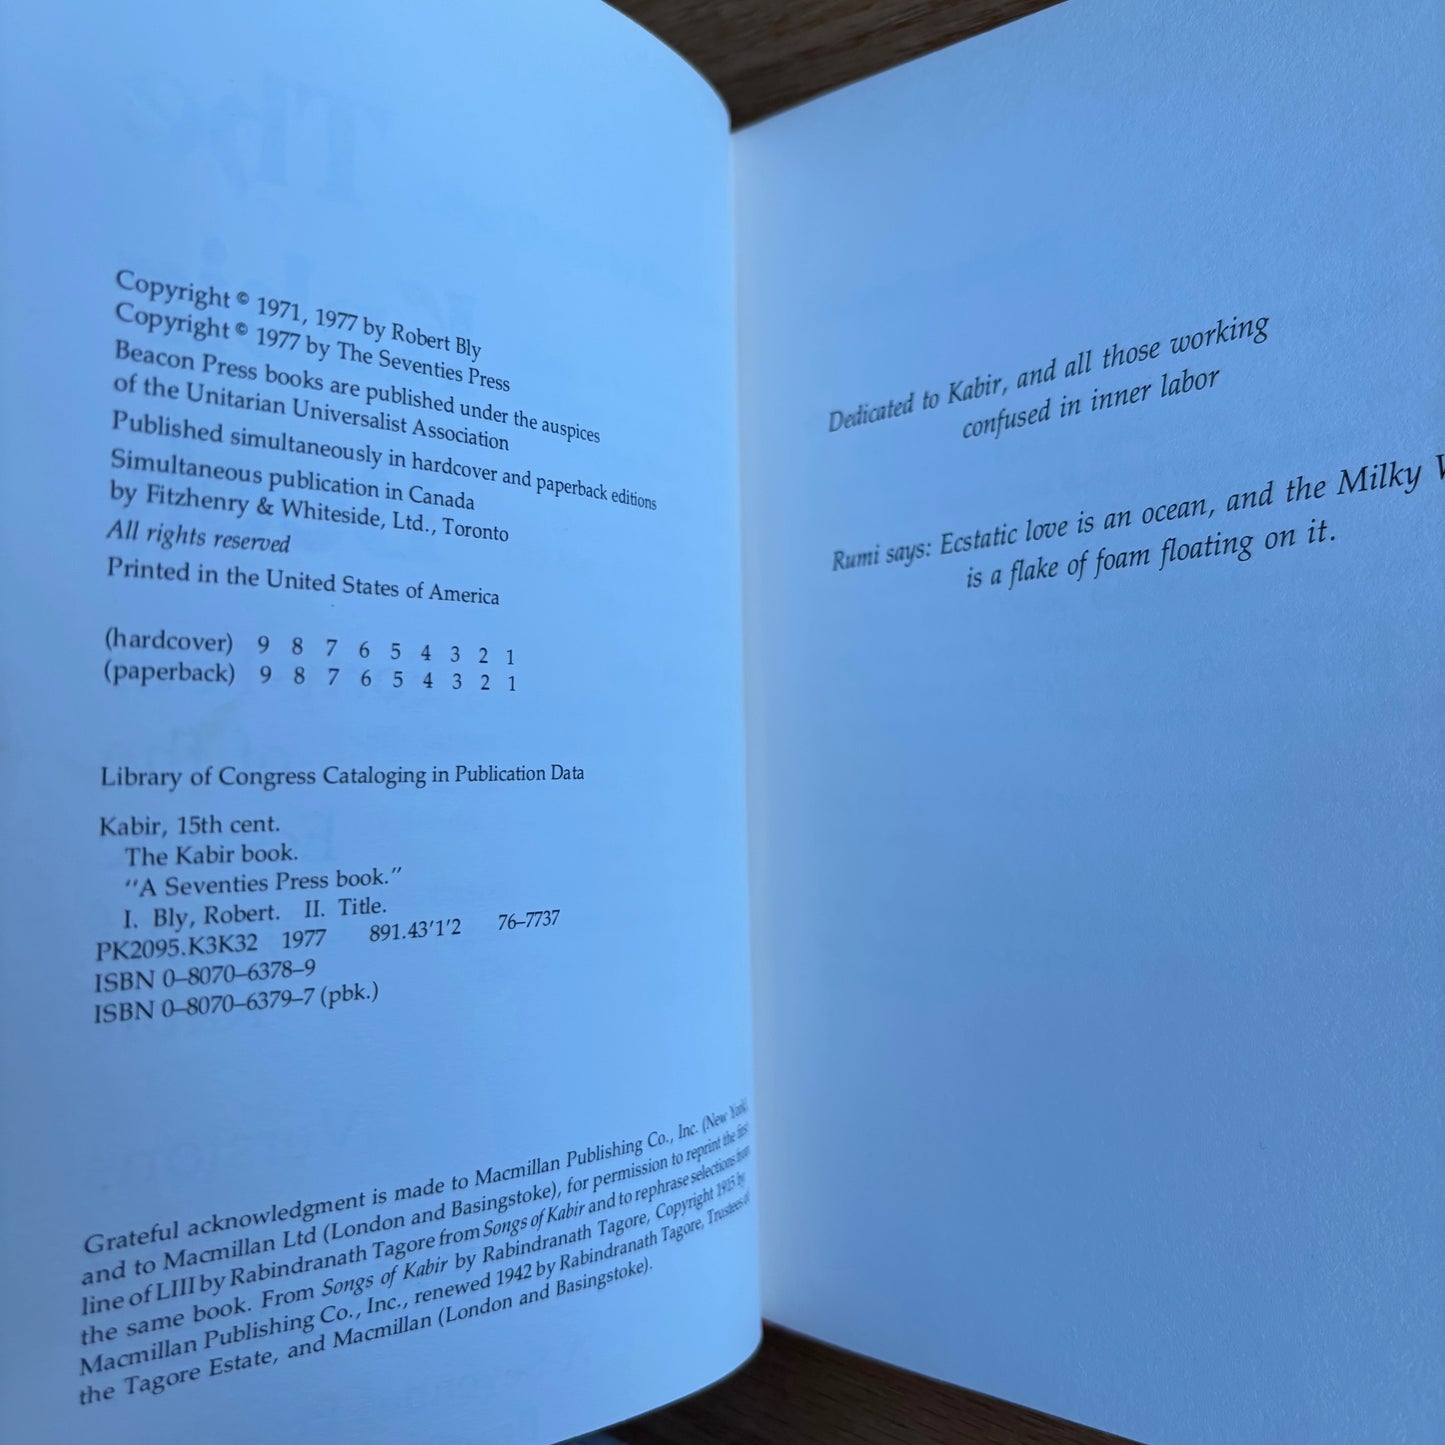 Copyright © 1971, 1977 by Robert Bly
Copyright © 1977 by The Seventies Press
Beacon Press books are published under the auspices
of the Unitarian Universalist Association
Published simultaneously in hardcover and paperback editions
Simultaneous publication in Canada
by Fitzhenry & Whiteside, Ltd., Toronto
All rights reserved
Printed in the United States of America
(hardcover) 9 8 7 6 5 4 3 2 1
(paperback) 9 8 7 6 5 4 3 2 1
Library of Congress Cataloging in Publication Data
Kabir, 15th cent.
The Kabir book.
"A Seventies Press book."
I. Bly, Robert. II. Title.
PK2095.K3K32 1977 891.43'1'2 76–7737
ISBN 0–8070–6378–9
ISBN 0–8070–6379–7 (pbk.)
Grateful acknowledgment is made to Macmillan Publishing Co., Inc. (New York),
and to Macmillan Ltd (London and Basingstoke), for permission to reprint the first
line of LIII by Rabindranath Tagore from Songs of Kabir and to rephrase selections from
the same book. From Songs of Kabir by Rabindranath Tagore, Copyright 1915 by
Macmillan Publishing Co., Inc., renewed 1942 by Rabindranath Tagore, Trustees of
the Tagore Estate, and Macmillan (London and Basingstoke).
Dedicated to Kabir, and all those working
confused in inner labor
Rumi says: Ecstatic love is an ocean, and the Milky
is a flake of foam floating on it.